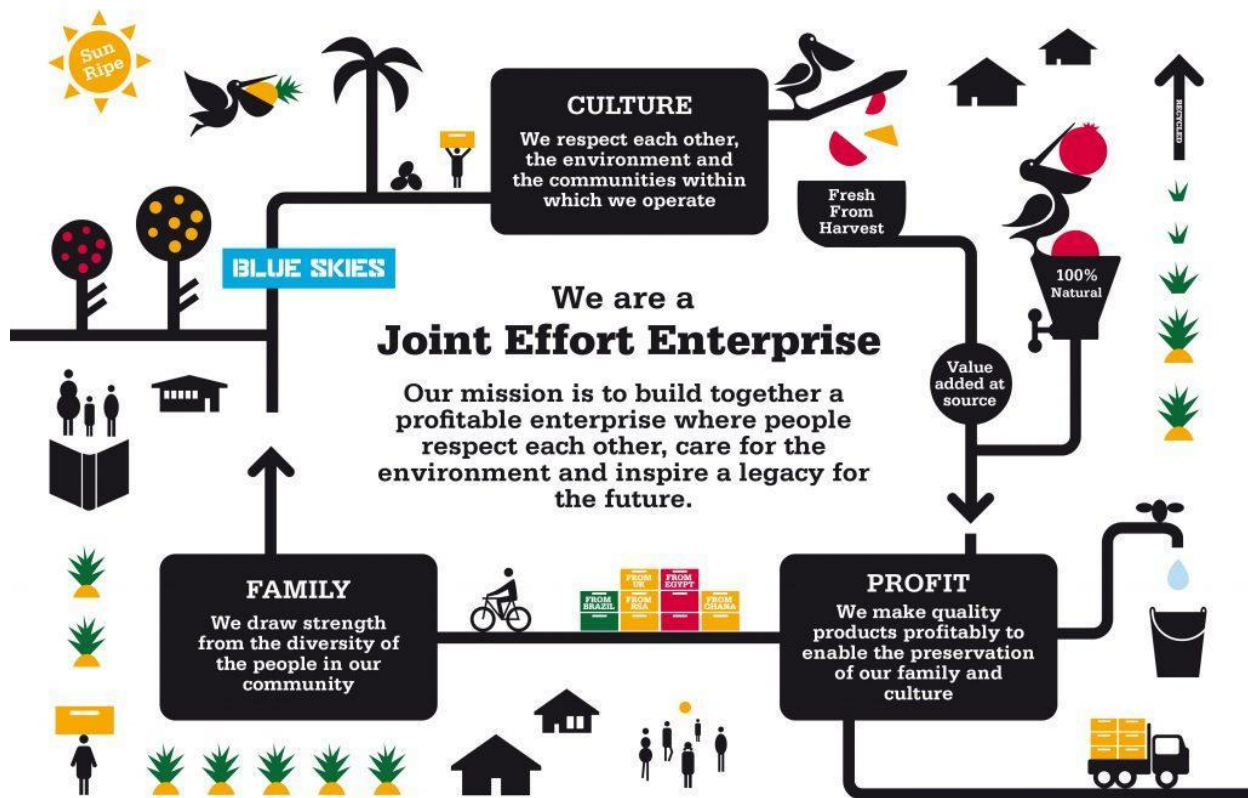 Sun
Ripe
CULTURE
We respect each other,
the environment and
the communities within
which we operate
RECYCLED
Fresh
From
Harvest
100%
Natural
BLUE SKIES
We are a
Joint Effort Enterprise
Our mission is to build together a
profitable enterprise where people
respect each other, care for the
environment and inspire a legacy for
the future.
Value
added at
source
FAMILY
We draw strength
from the diversity of
the people in our
community
FROM
UK
FROM
EGYPT
FROM
BRAZIL
FROM
RSA
FROM
GHANA
PROFIT
We make quality
products profitably to
enable the preservation
of our family and
culture